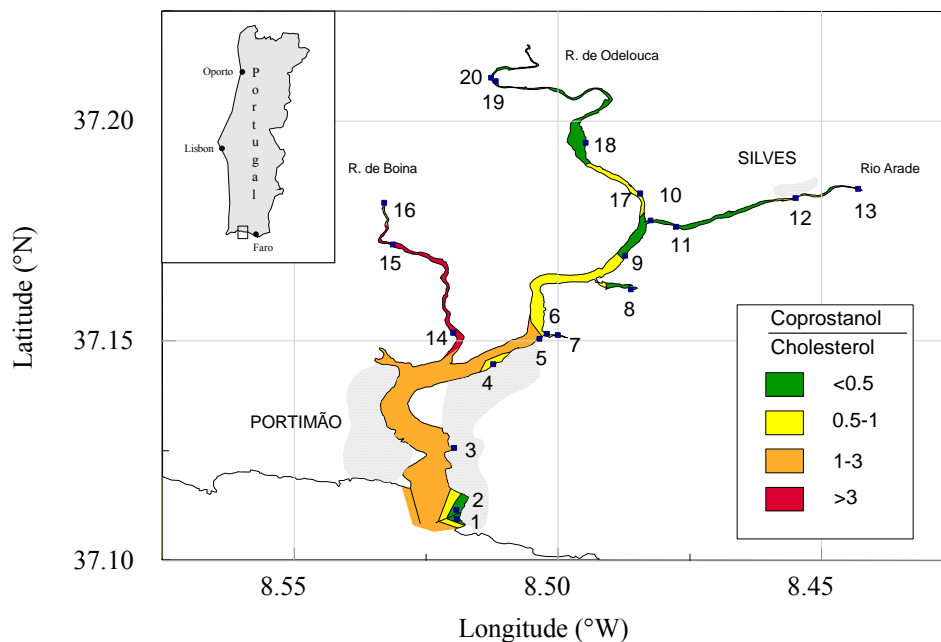 Oporto
Portugal
Lisbon
Faro
R. de Odelouca
20
19
18
SILVES
Rio Arade
R. de Boina
17
10
16
12
13
11
15
9
8
14
6
7
5
4
PORTIMÃO
3
2
1
Coprostanol
Cholesterol
<0.5
0.5-1
1-3
>3
37.20
37.15
37.10
Latitude (°N)
8.55
8.50
8.45
Longitude (°W)